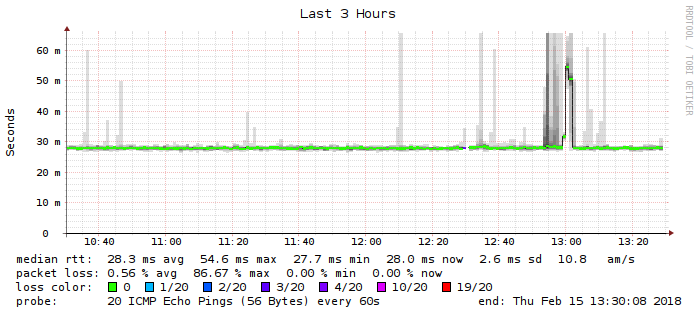 Last 3 Hours
RRDTOOL / TOBI OETIKER
Seconds
60 m
50 m
40 m
30 m
20 m
10 m
0
10:40 11:00 11:20 11:40 12:00 12:20 12:40 13:00 13:20
median rtt: 28.3 ms avg 54.6 ms max 27.7 ms min 28.0 ms now 2.6 ms sd 10.8 am/s
packet loss: 0.56 % avg 86.67 % max 0.00 % min 0.00 % now
loss color: 0 1/20 2/20 3/20 4/20 10/20 19/20
probe: 20 ICMP Echo Pings (56 Bytes) every 60s end: Thu Feb 15 13:30:08 2018